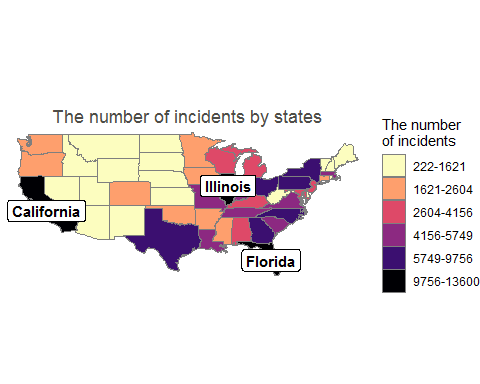 The number of incidents by states
The number
of incidents
222-1621
1621-2604
2604-4156
4156-5749
5749-9756
9756-13600
Illinois
California
Florida